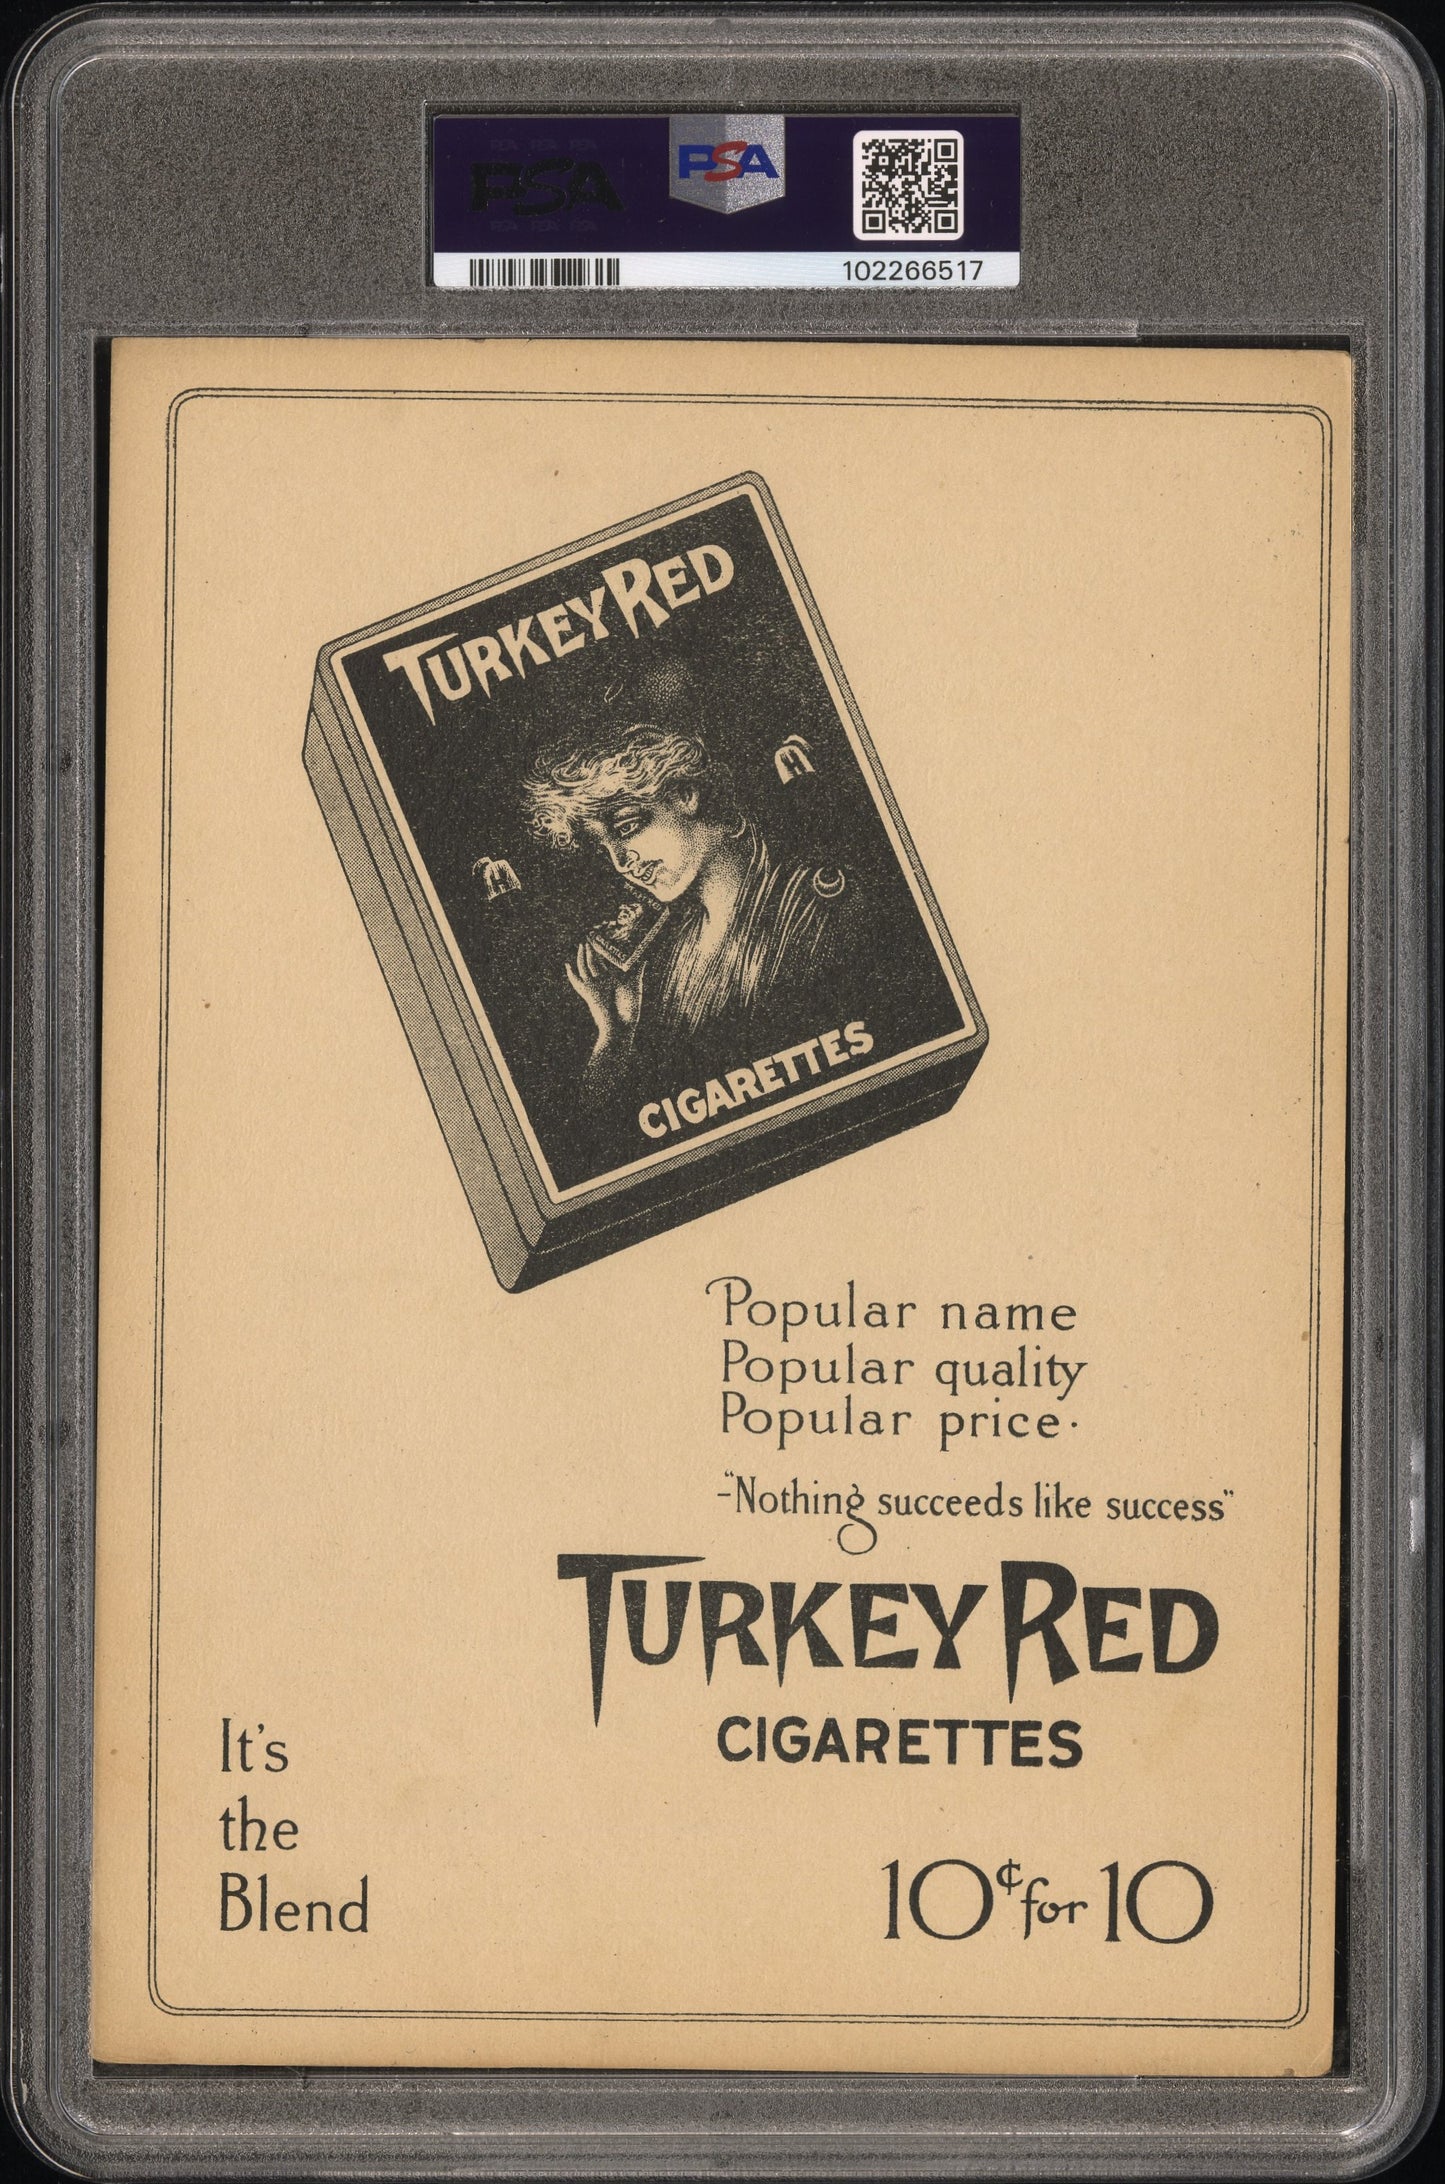 PSA
PSA
102266517
TURKEY RED
CIGARETTES
Popular name
Popular quality
Popular price.
-"Nothing succeeds like success"
TURKEY RED
CIGARETTES
It's
the
Blend
10¢ for 10